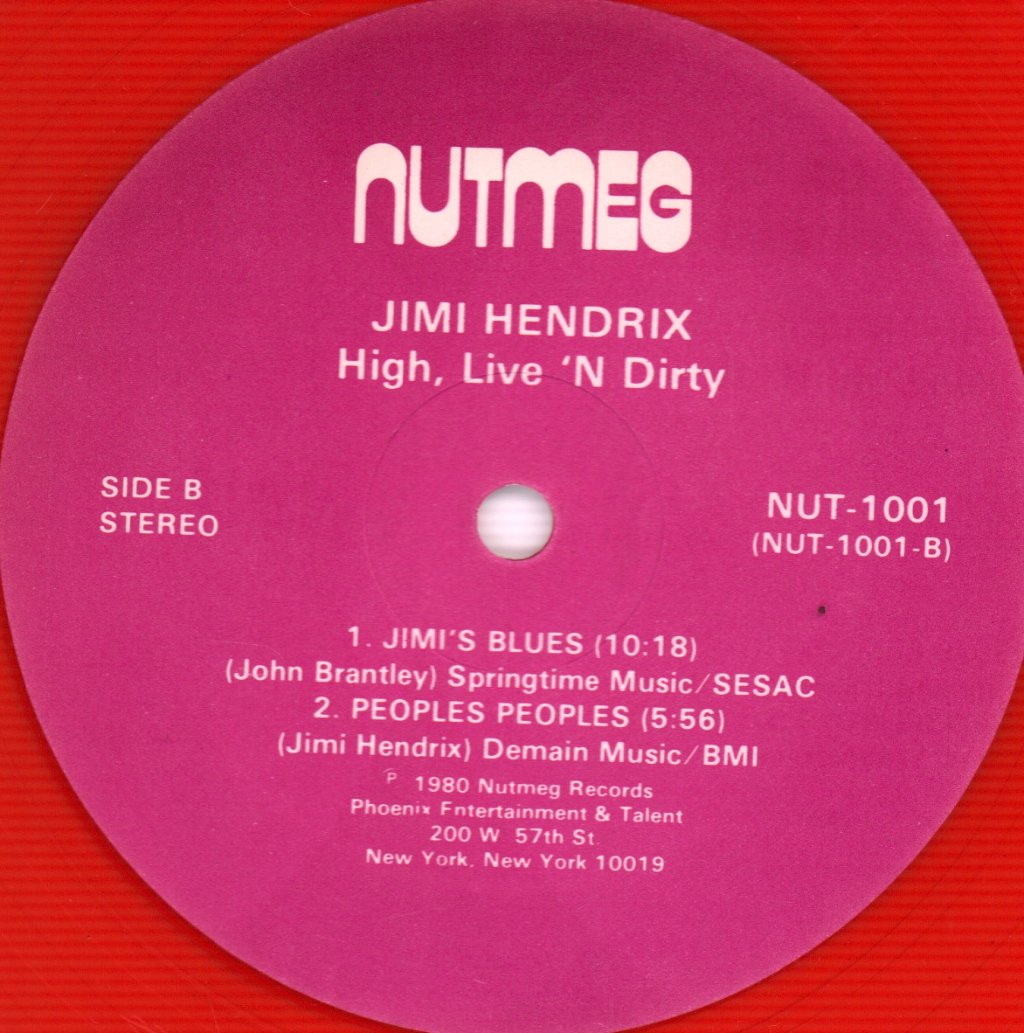 NUTMEG
JIMI HENDRIX
High, Live 'N Dirty
SIDE B
STEREO
NUT-1001
(NUT-1001-B)
1. JIMI'S BLUES (10:18)
(John Brantley) Springtime Music/SESAC
2. PEOPLES PEOPLES (5:56)
(Jimi Hendrix) Demain Music/BMI
℗ 1980 Nutmeg Records
Phoenix Entertainment & Talent
200 W. 57th St.
New York, New York 10019